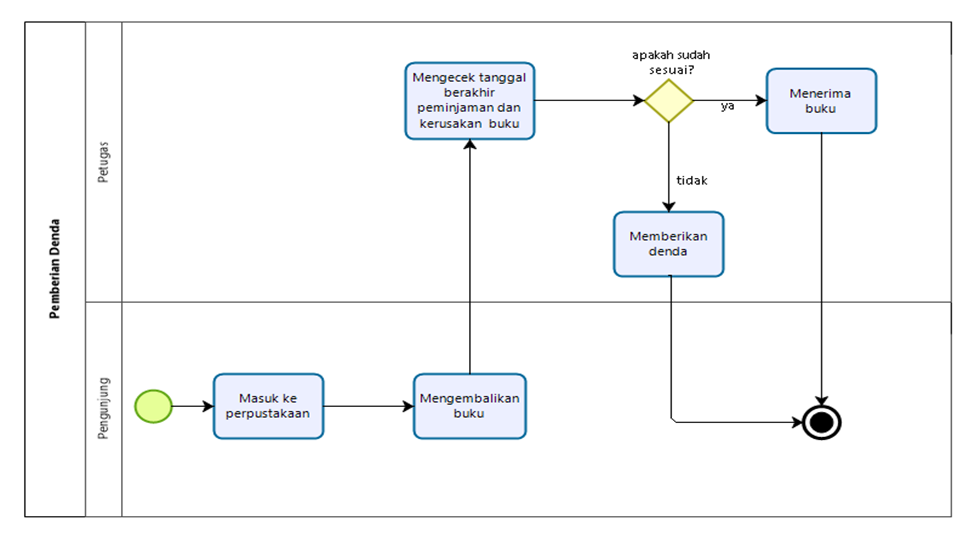 Pemberian Denda
Petugas
Mengecek tanggal
berakhir
peminjaman dan
kerusakan buku
apakah sudah
sesuai?
ya
Menerima
buku
tidak
Memberikan
denda
Pengunjung
Masuk ke
perpustakaan
Mengembalikan
buku